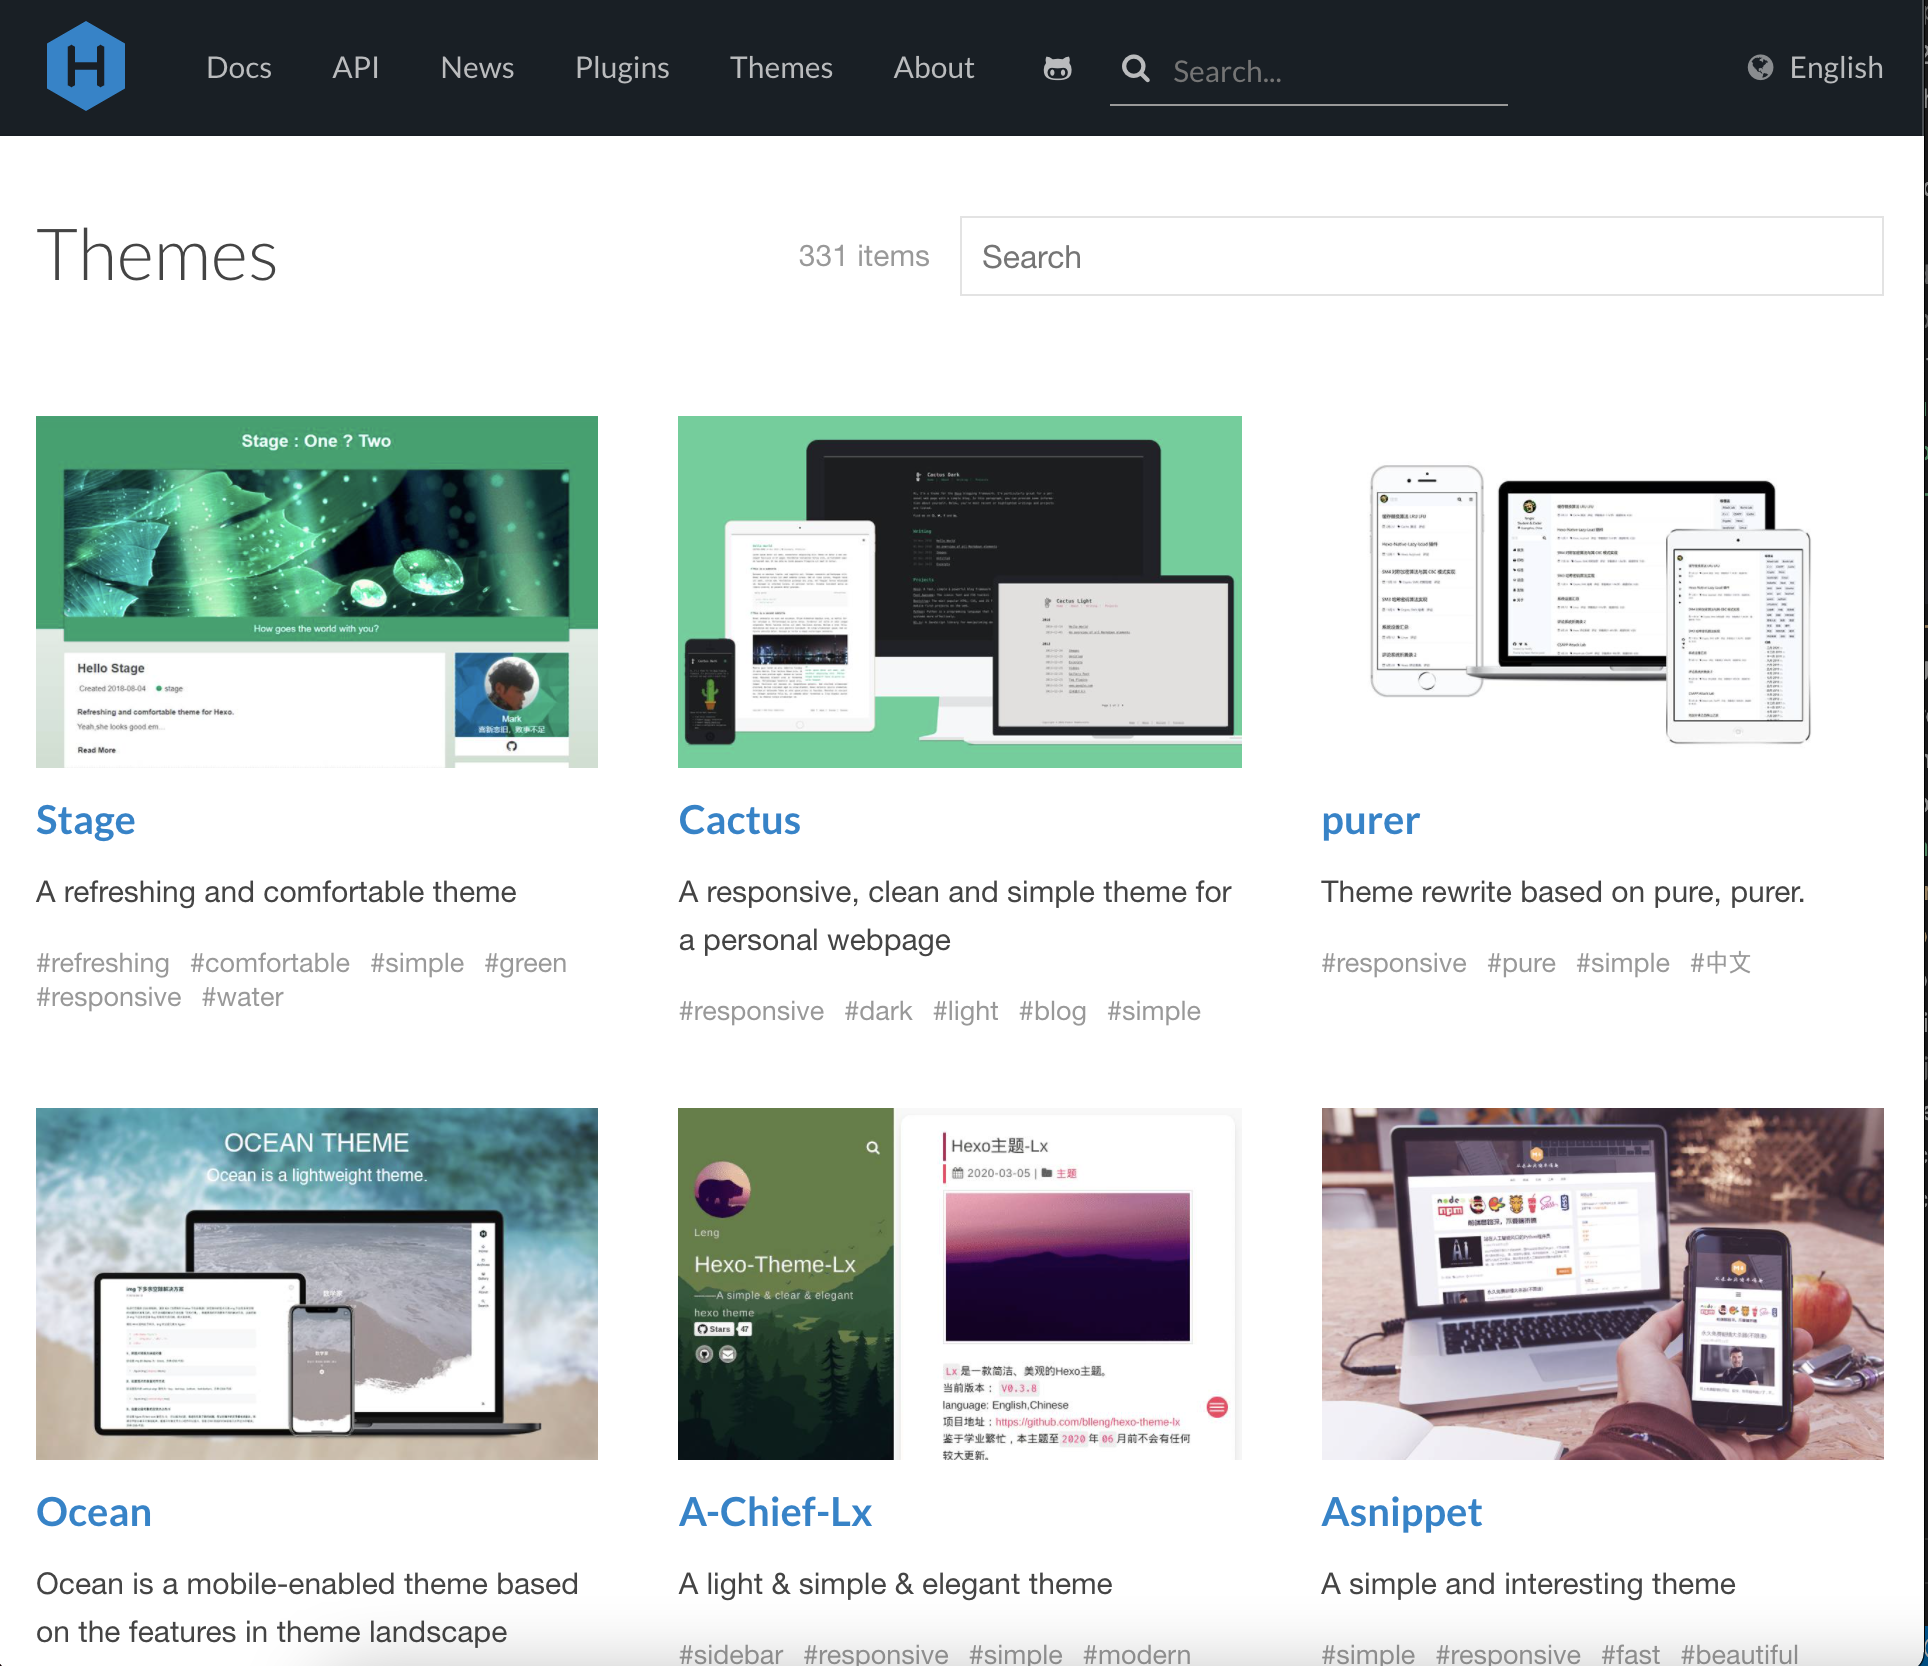 Docs API News Plugins Themes About Search... English
Themes
331 items
Search
Stage : One ? Two
How goes the world with you?
Hello Stage
Created 2018-08-04 stage
Refreshing and comfortable theme for Hexo.
Yeah,she looks good.em...
Read More
Mark
Stage
A refreshing and comfortable theme
#refreshing #comfortable #simple #green
#responsive #water
Cactus Dark
Writing
Projects
Cactus Light
Cactus
A responsive, clean and simple theme for
a personal webpage
#responsive #dark #light #blog #simple
purer
Theme rewrite based on pure, purer.
#responsive #pure #simple #中文
OCEAN THEME
Ocean is a lightweight theme.
Ocean
Ocean is a mobile-enabled theme based
on the features in theme landscape
Leng
Hexo-Theme-Lx
——A simple & clear & elegant
hexo theme
Stars 47
Hexo主题-Lx
2020-03-05 | 主题
Lx 是一款简洁、美观的Hexo主题。
当前版本： V0.3.8
language: English,Chinese
项目地址：https://github.com/blleng/hexo-theme-lx
鉴于学业繁忙，本主题至 2020 年 06 月前不会有任何
较大更新。
A-Chief-Lx
A light & simple & elegant theme
#sidebar #responsive #simple #modern
node
npm
Asnippet
A simple and interesting theme
#simple #responsive #fast #beautiful